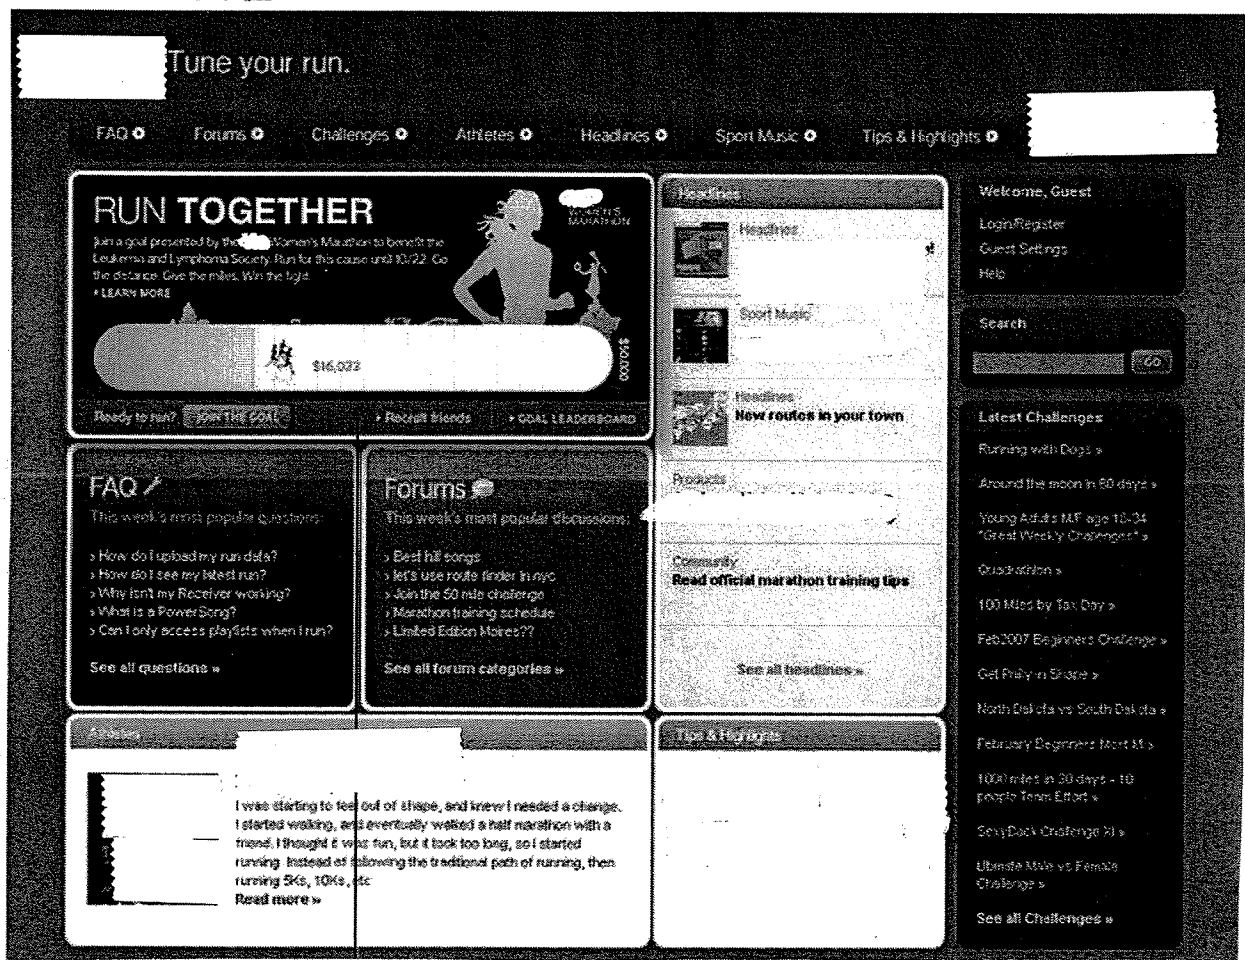 Tune your run.
FAQ
Forums
Challenges
Athletes
Headlines
Sport Music
Tips & Highlights
RUN TOGETHER
WOMEN'S
MARATHON
Join a goal presented by the Women's Marathon to benefit the
Leukemia and Lymphoma Society. Run for this cause until 10/22. Go
the distance. Give the miles. Win the fight.
LEARN MORE
$16,023
$50,000
Ready to run? JOIN THE GOAL
Recruit friends
GOAL LEADERBOARD
FAQ
This week's most popular questions:
› How do I upload my run data?
› How do I see my latest run?
› Why isn't my Receiver working?
› What is a PowerSong?
› Can I only access playlists when I run?
See all questions »
Forums
This week's most popular discussions:
› Best hill songs
› let's use route finder in nyc
› Join the 50 mile challenge
› Marathon training schedule
› Limited Edition Moires??
See all forum categories »
Headlines
Headlines
Sport Music
Headlines
New routes in your town
Products
Community
Read official marathon training tips
See all headlines »
Athletes
I was starting to feel out of shape, and knew I needed a change.
I started walking, and eventually walked a half marathon with a
friend. I thought it was fun, but it took too long, so I started
running. Instead of following the traditional path of running, then
running 5Ks, 10Ks, etc
Read more »
Tips & Highlights
Welcome, Guest
Login/Register
Guest Settings
Help
Search
GO
Latest Challenges
Running with Dogs »
Around the moon in 80 days »
Young Adults M/F age 18-34
"Great Weekly Challenges" »
Quadrathlon »
100 Miles by Tax Day »
Feb2007 Beginners Challenge »
Get Philly in Shape »
North Dakota vs South Dakota »
February Beginners Meet M »
1000 miles in 30 days - 10
people Team Effort »
SexyBack Challenge XI »
Ultimate Male vs Female
Challenge »
See all Challenges »